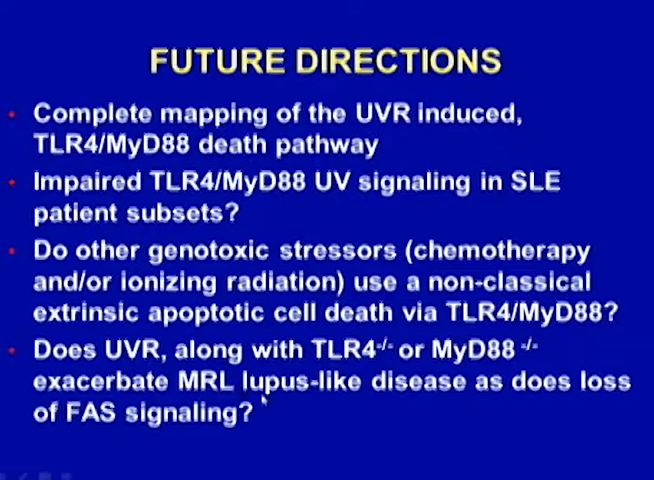 FUTURE DIRECTIONS
• Complete mapping of the UVR induced,
TLR4/MyD88 death pathway
• Impaired TLR4/MyD88 UV signaling in SLE
patient subsets?
• Do other genotoxic stressors (chemotherapy
and/or ionizing radiation) use a non-classical
extrinsic apoptotic cell death via TLR4/MyD88?
• Does UVR, along with TLR4-/- or MyD88 -/-
exacerbate MRL lupus-like disease as does loss
of FAS signaling?